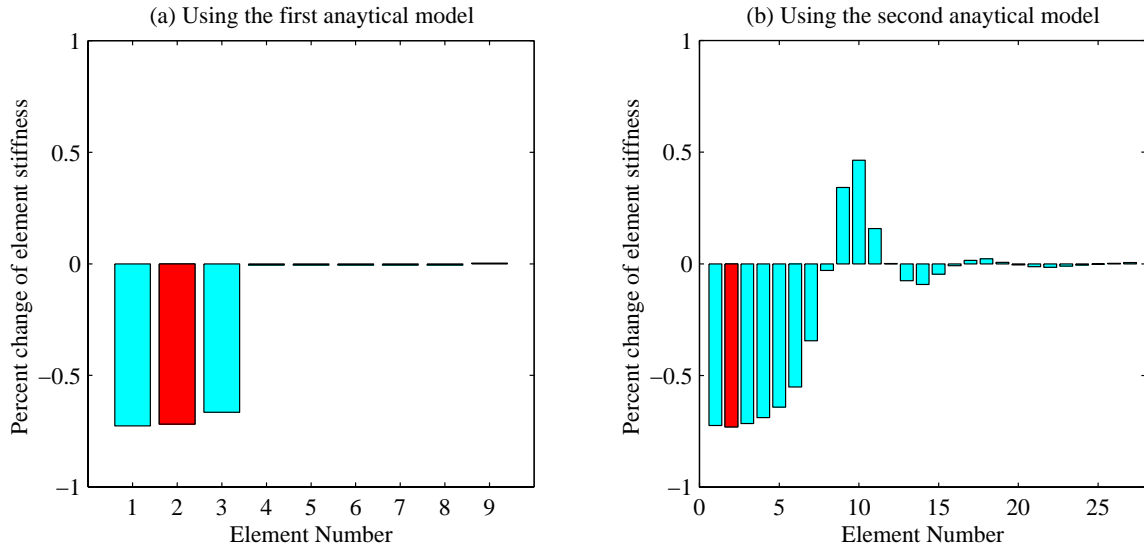 (a) Using the first anaytical model
Percent change of element stiffness
1
0.5
0
−0.5
−1
1 2 3 4 5 6 7 8 9
Element Number
(b) Using the second anaytical model
Percent change of element stiffness
1
0.5
0
−0.5
−1
0 5 10 15 20 25
Element Number